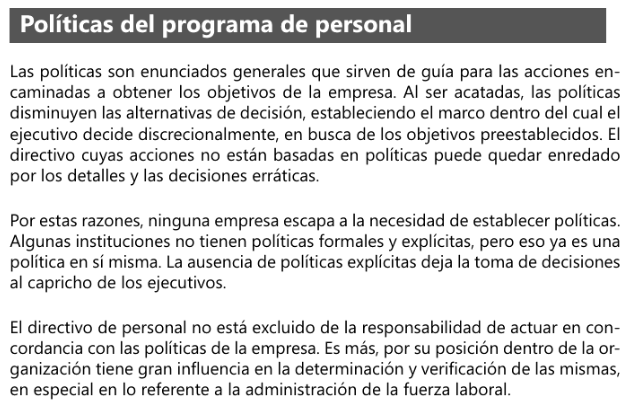 Políticas del programa de personal
Las políticas son enunciados generales que sirven de guía para las acciones en-
caminadas a obtener los objetivos de la empresa. Al ser acatadas, las políticas
disminuyen las alternativas de decisión, estableciendo el marco dentro del cual el
ejecutivo decide discrecionalmente, en busca de los objetivos preestablecidos. El
directivo cuyas acciones no están basadas en políticas puede quedar enredado
por los detalles y las decisiones erráticas.
Por estas razones, ninguna empresa escapa a la necesidad de establecer políticas.
Algunas instituciones no tienen políticas formales y explícitas, pero eso ya es una
política en sí misma. La ausencia de políticas explícitas deja la toma de decisiones
al capricho de los ejecutivos.
El directivo de personal no está excluido de la responsabilidad de actuar en con-
cordancia con las políticas de la empresa. Es más, por su posición dentro de la or-
ganización tiene gran influencia en la determinación y verificación de las mismas,
en especial en lo referente a la administración de la fuerza laboral.